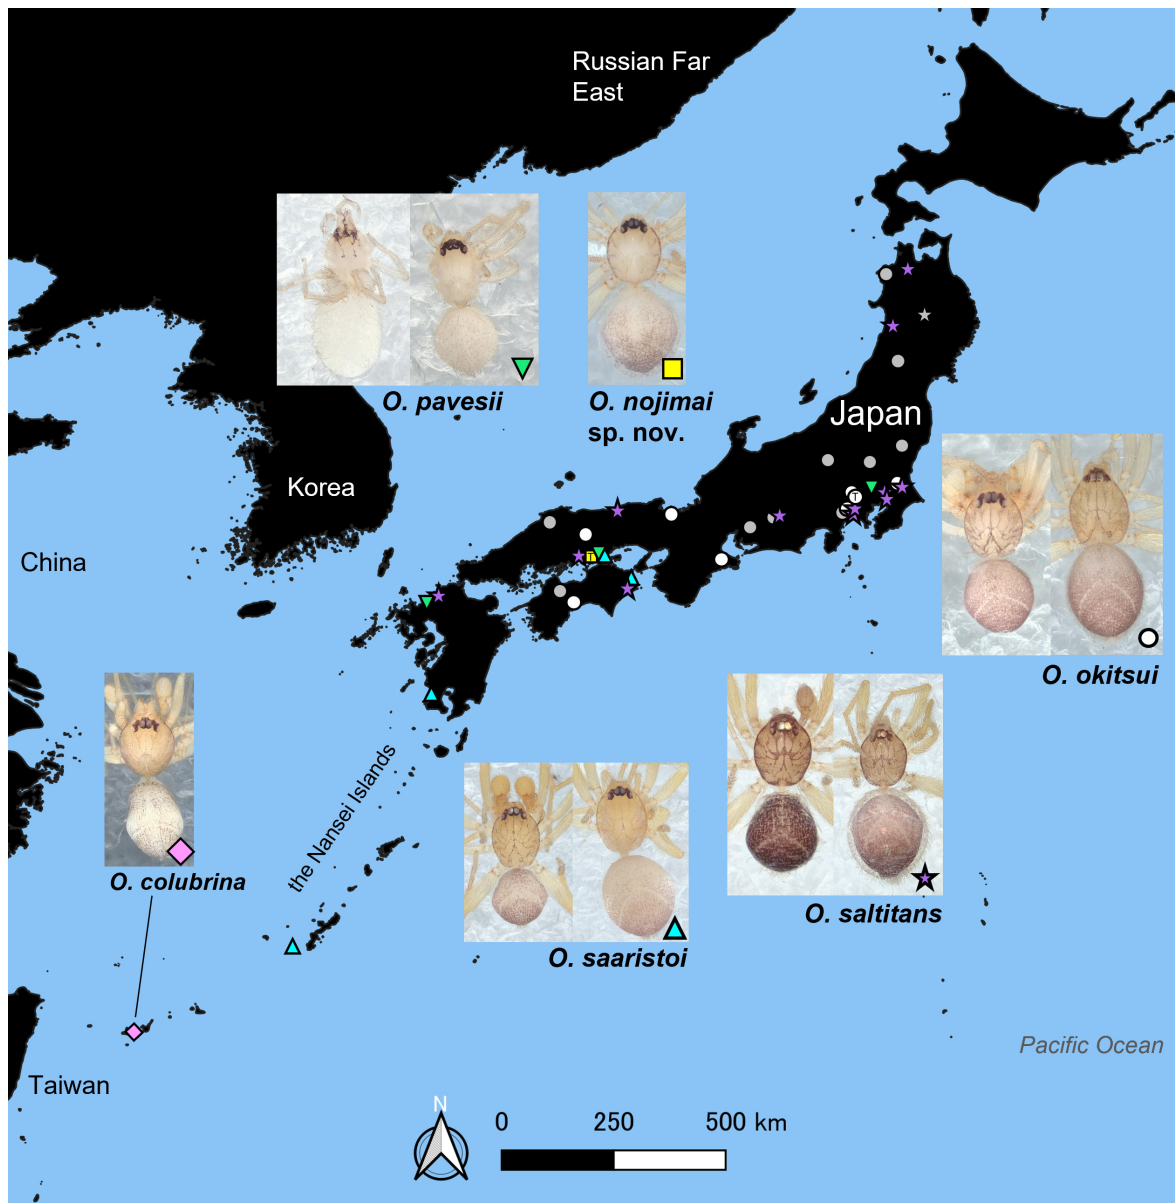 Russian Far
East
O. pavesii
O. nojimai
sp. nov.
Japan
Korea
China
T
T
O. okitsui
the Nansei Islands
O. colubrina
O. saltitans
O. saaristoi
Pacific Ocean
Taiwan
N
0 250 500 km